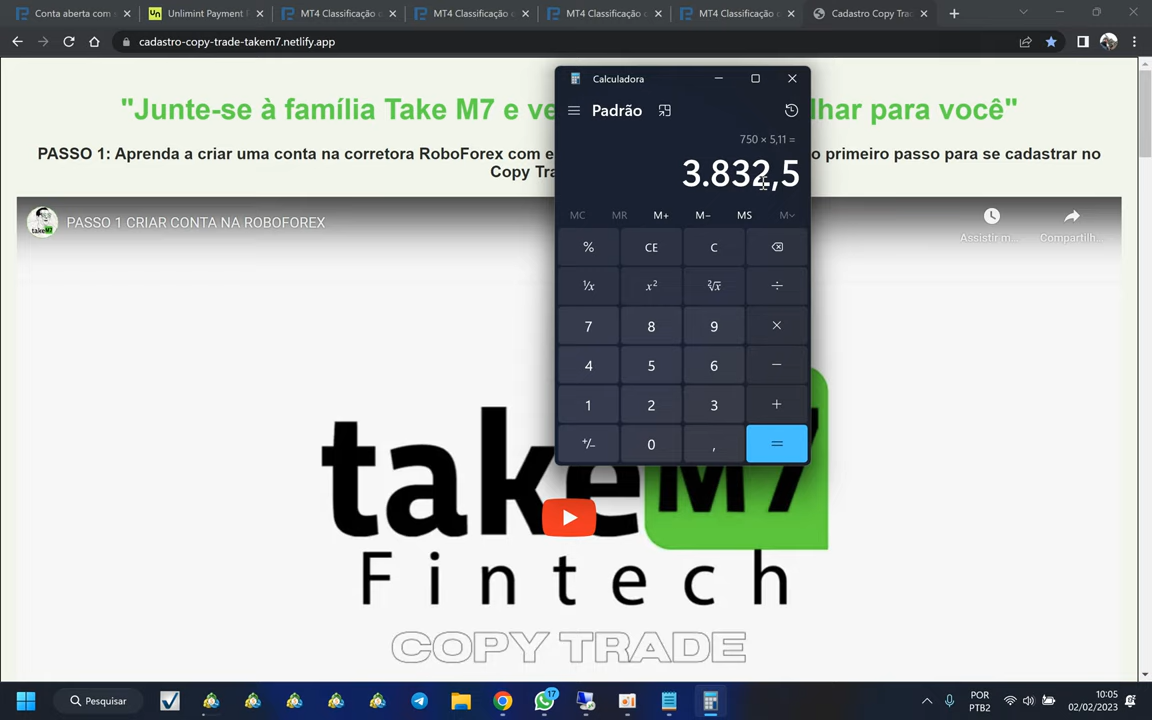 Conta aberta com s
Unlimint Payment F
MT4 Classificação d
MT4 Classificação d
MT4 Classificação d
MT4 Classificação d
Cadastro Copy Trad
cadastro-copy-trade-takem7.netlify.app
"Junte-se à família Take M7 e ve
lhar para você"
PASSO 1: Aprenda a criar uma conta na corretora RoboForex com e
o primeiro passo para se cadastrar no
Copy Tra
takeM7
PASSO 1 CRIAR CONTA NA ROBOFOREX
Assistir m...
Compartilh...
Calculadora
Padrão
750 × 5,11 =
3.832,5
MC MR M+ M− MS M
% CE C
1/x x² ²√x ÷
7 8 9 ×
4 5 6 −
1 2 3 +
+/− 0 , =
takeM7
Fintech
COPY TRADE
Pesquisar
17
POR
PTB2
10:05
02/02/2023